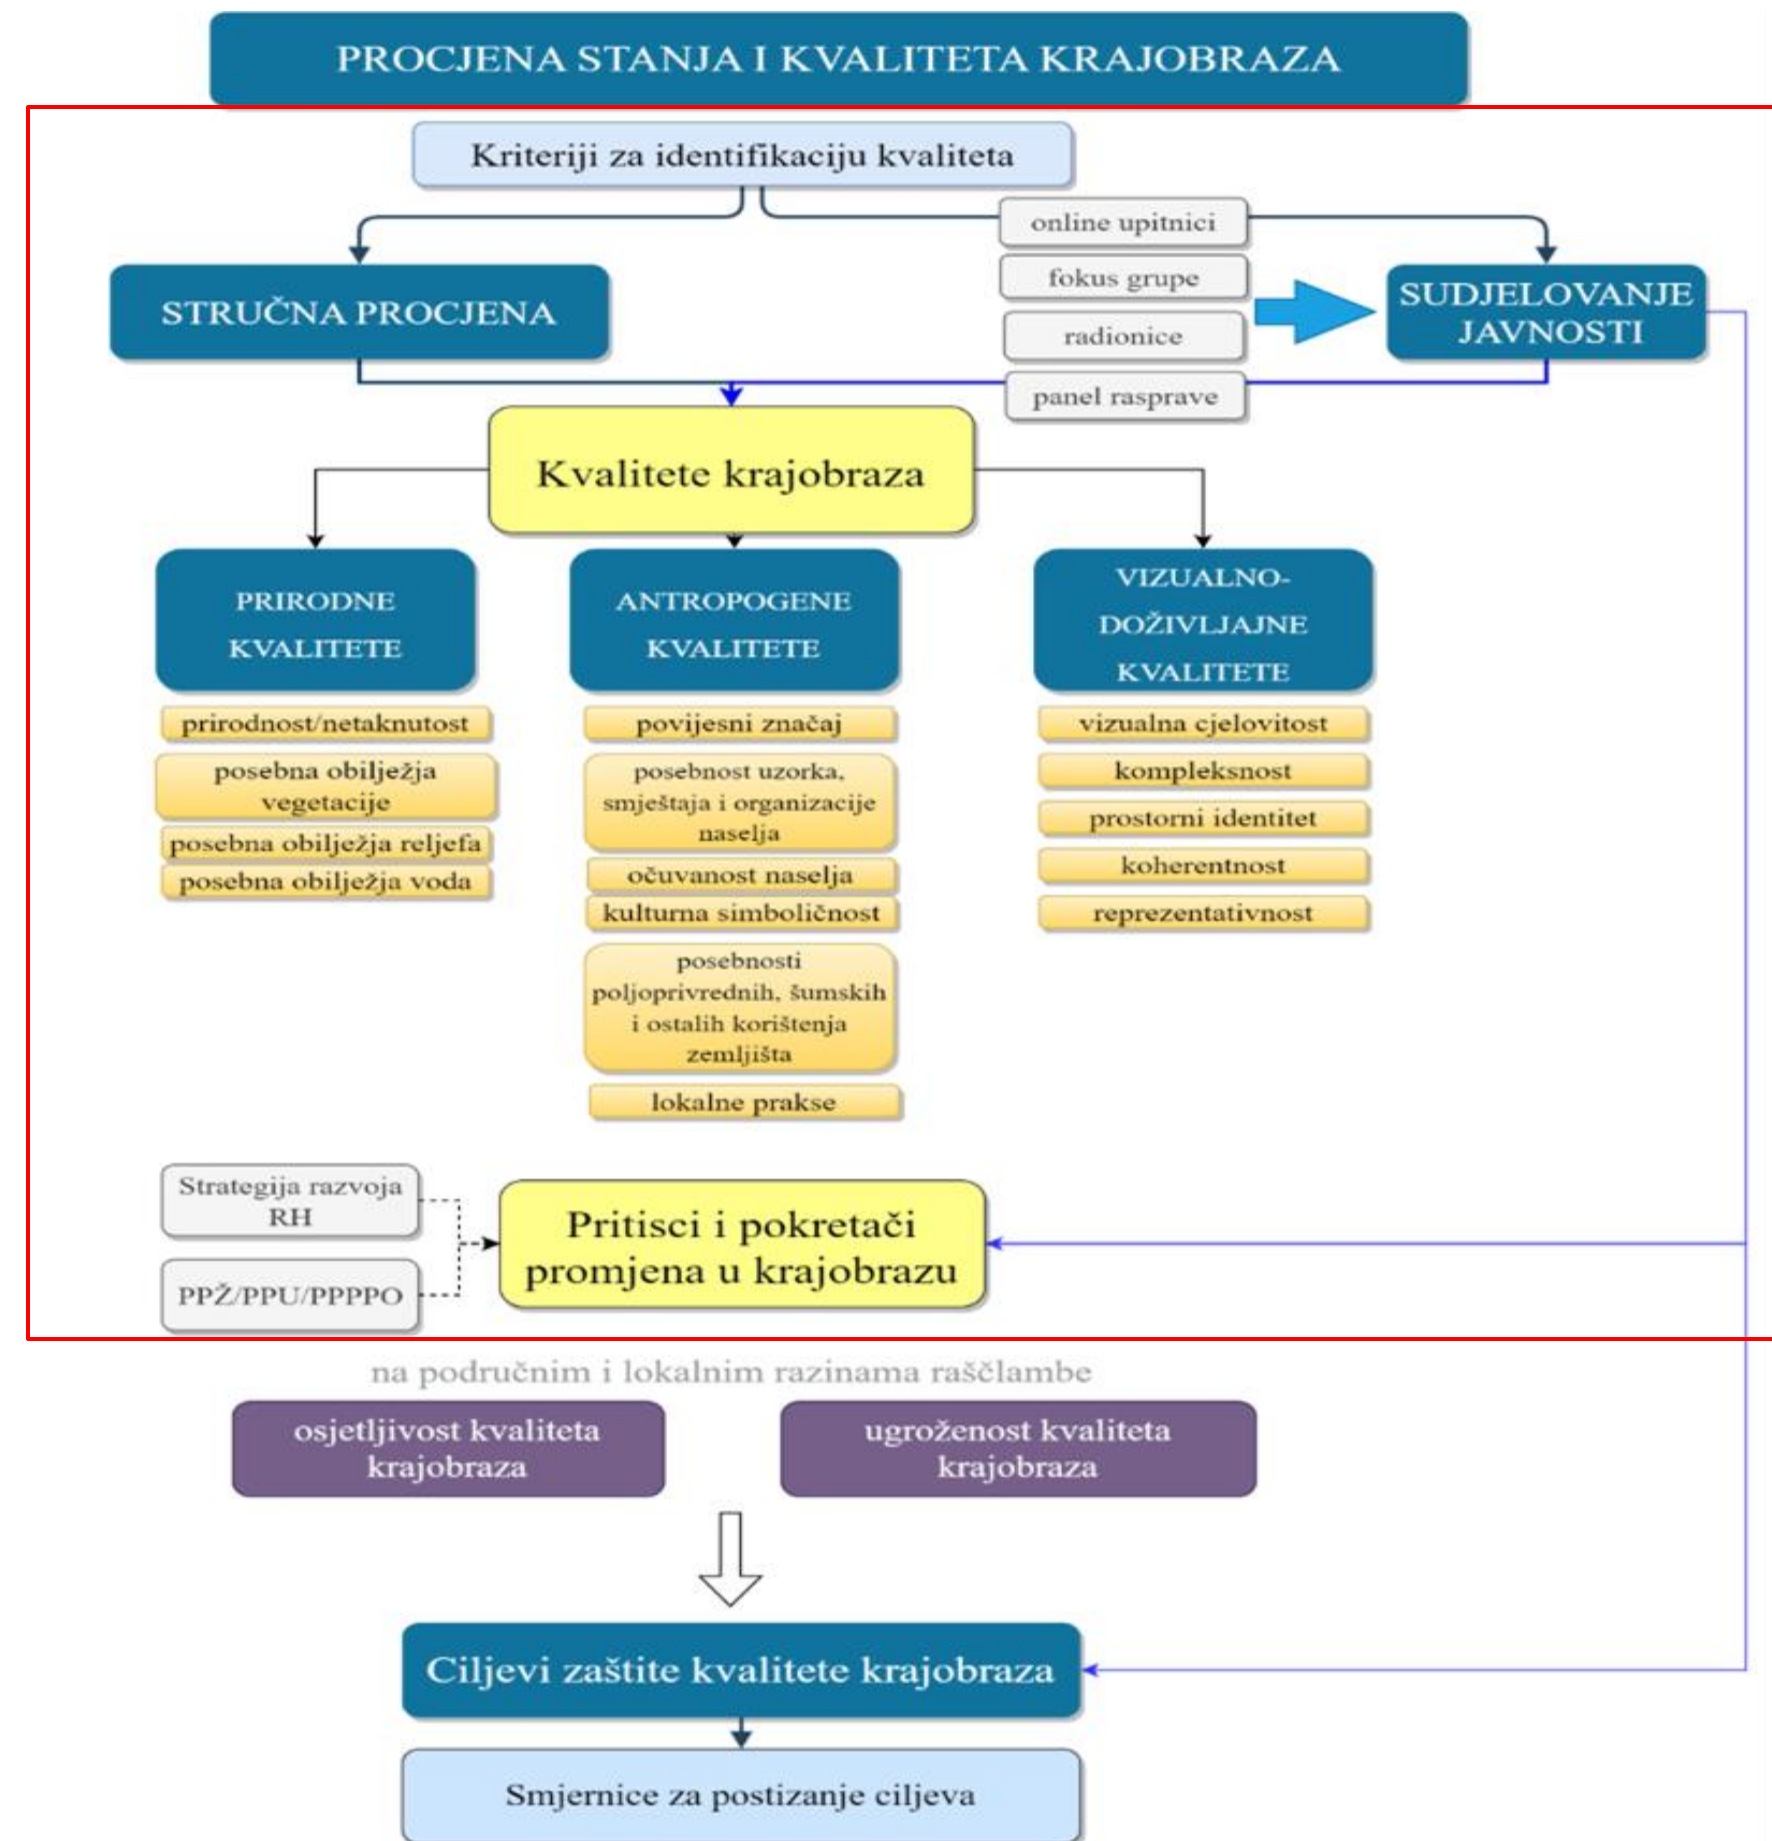 PROCJENA STANJA I KVALITETA KRAJOBRAZA
Kriteriji za identifikaciju kvaliteta
online upitnici
fokus grupe
radionice
panel rasprave
STRUČNA PROCJENA
SUDJELOVANJE
JAVNOSTI
Kvalitete krajobraza
PRIRODNE
KVALITETE
prirodnost/netaknutost
posebna obilježja
vegetacije
posebna obilježja reljefa
posebna obilježja voda
ANTROPOGENE
KVALITETE
povijesni značaj
posebnost uzorka,
smještaja i organizacije
naselja
očuvanost naselja
kulturna simboličnost
posebnosti
poljoprivrednih, šumskih
i ostalih korištenja
zemljišta
lokalne prakse
VIZUALNO-
DOŽIVLJAJNE
KVALITETE
vizualna cjelovitost
kompleksnost
prostorni identitet
koherentnost
reprezentativnost
Strategija razvoja
RH
PPŽ/PPU/PPPPO
Pritisci i pokretači
promjena u krajobrazu
na područnim i lokalnim razinama raščlambe
osjetljivost kvaliteta
krajobraza
ugroženost kvaliteta
krajobraza
Ciljevi zaštite kvalitete krajobraza
Smjernice za postizanje ciljeva